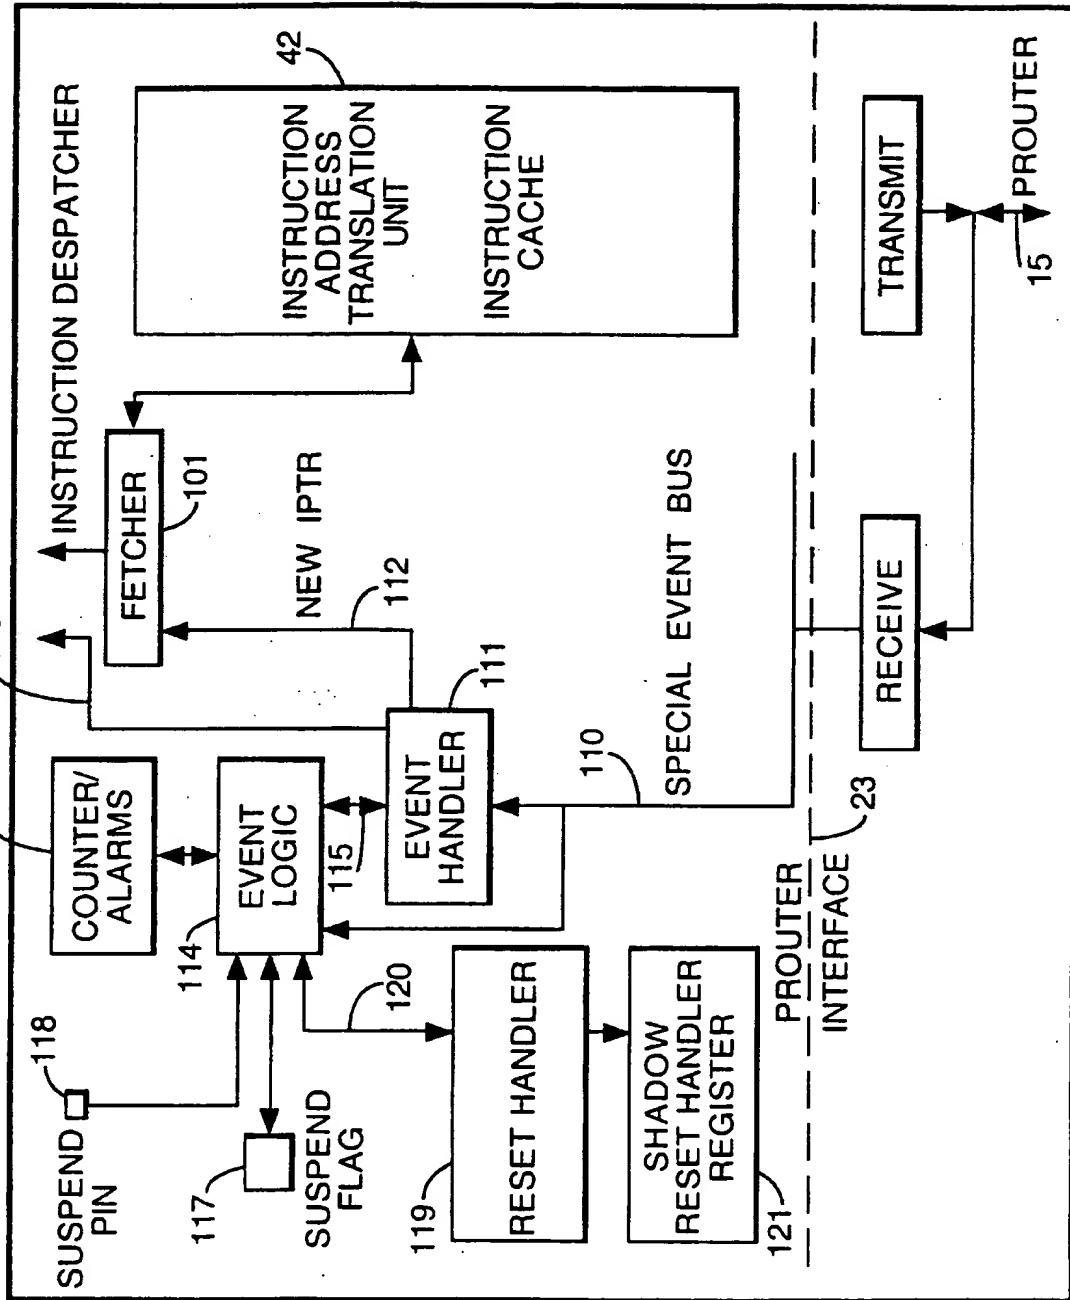 SUSPEND
PIN
118
117
SUSPEND
FLAG
COUNTER/
ALARMS
114
EVENT
LOGIC
115
120
119
RESET HANDLER
SHADOW
RESET HANDLER
REGISTER
121
EVENT
HANDLER
111
110
SPECIAL EVENT BUS
NEW IPTR
112
FETCHER
101
INSTRUCTION DESPATCHER
42
INSTRUCTION
ADDRESS
TRANSLATION
UNIT
INSTRUCTION
CACHE
PROUTER
INTERFACE
23
RECEIVE
TRANSMIT
15
PROUTER